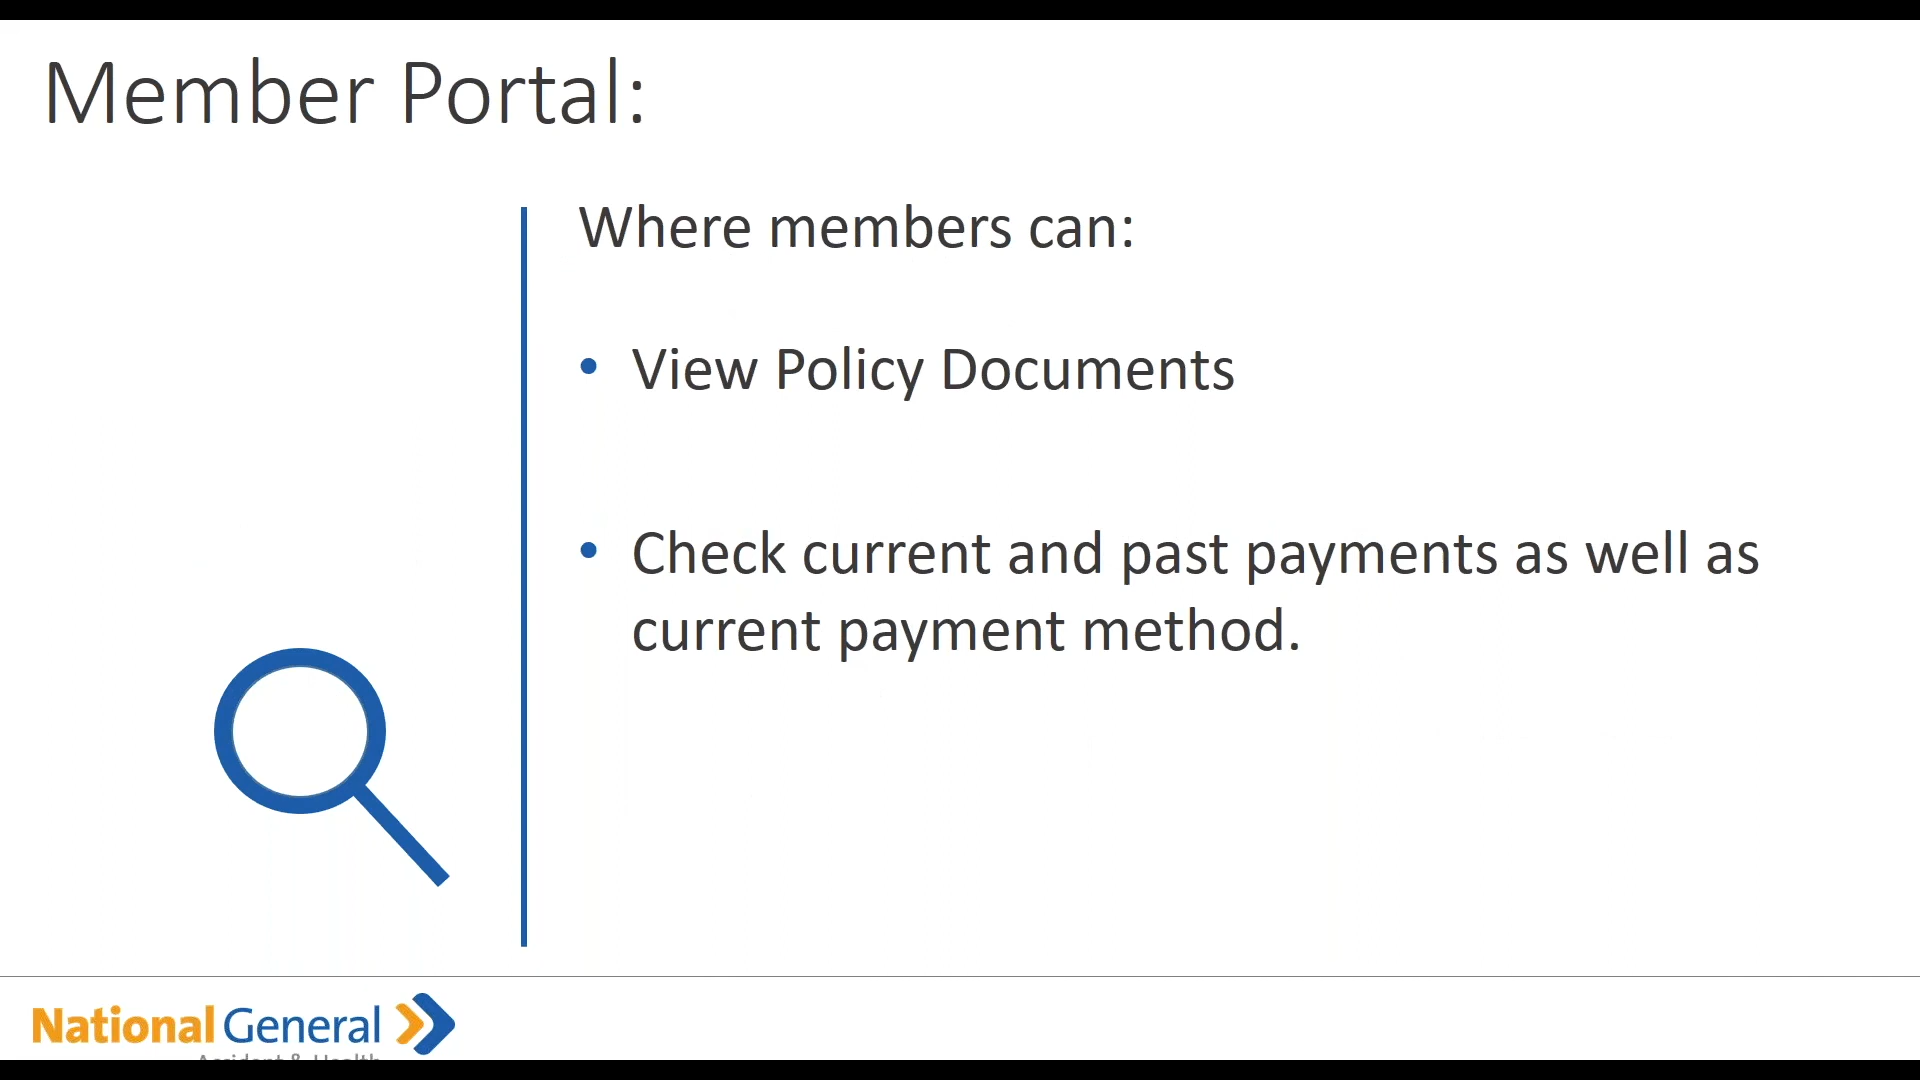 Member Portal:
Where members can:
• View Policy Documents
• Check current and past payments as well as
current payment method.
National General
Accident & Health